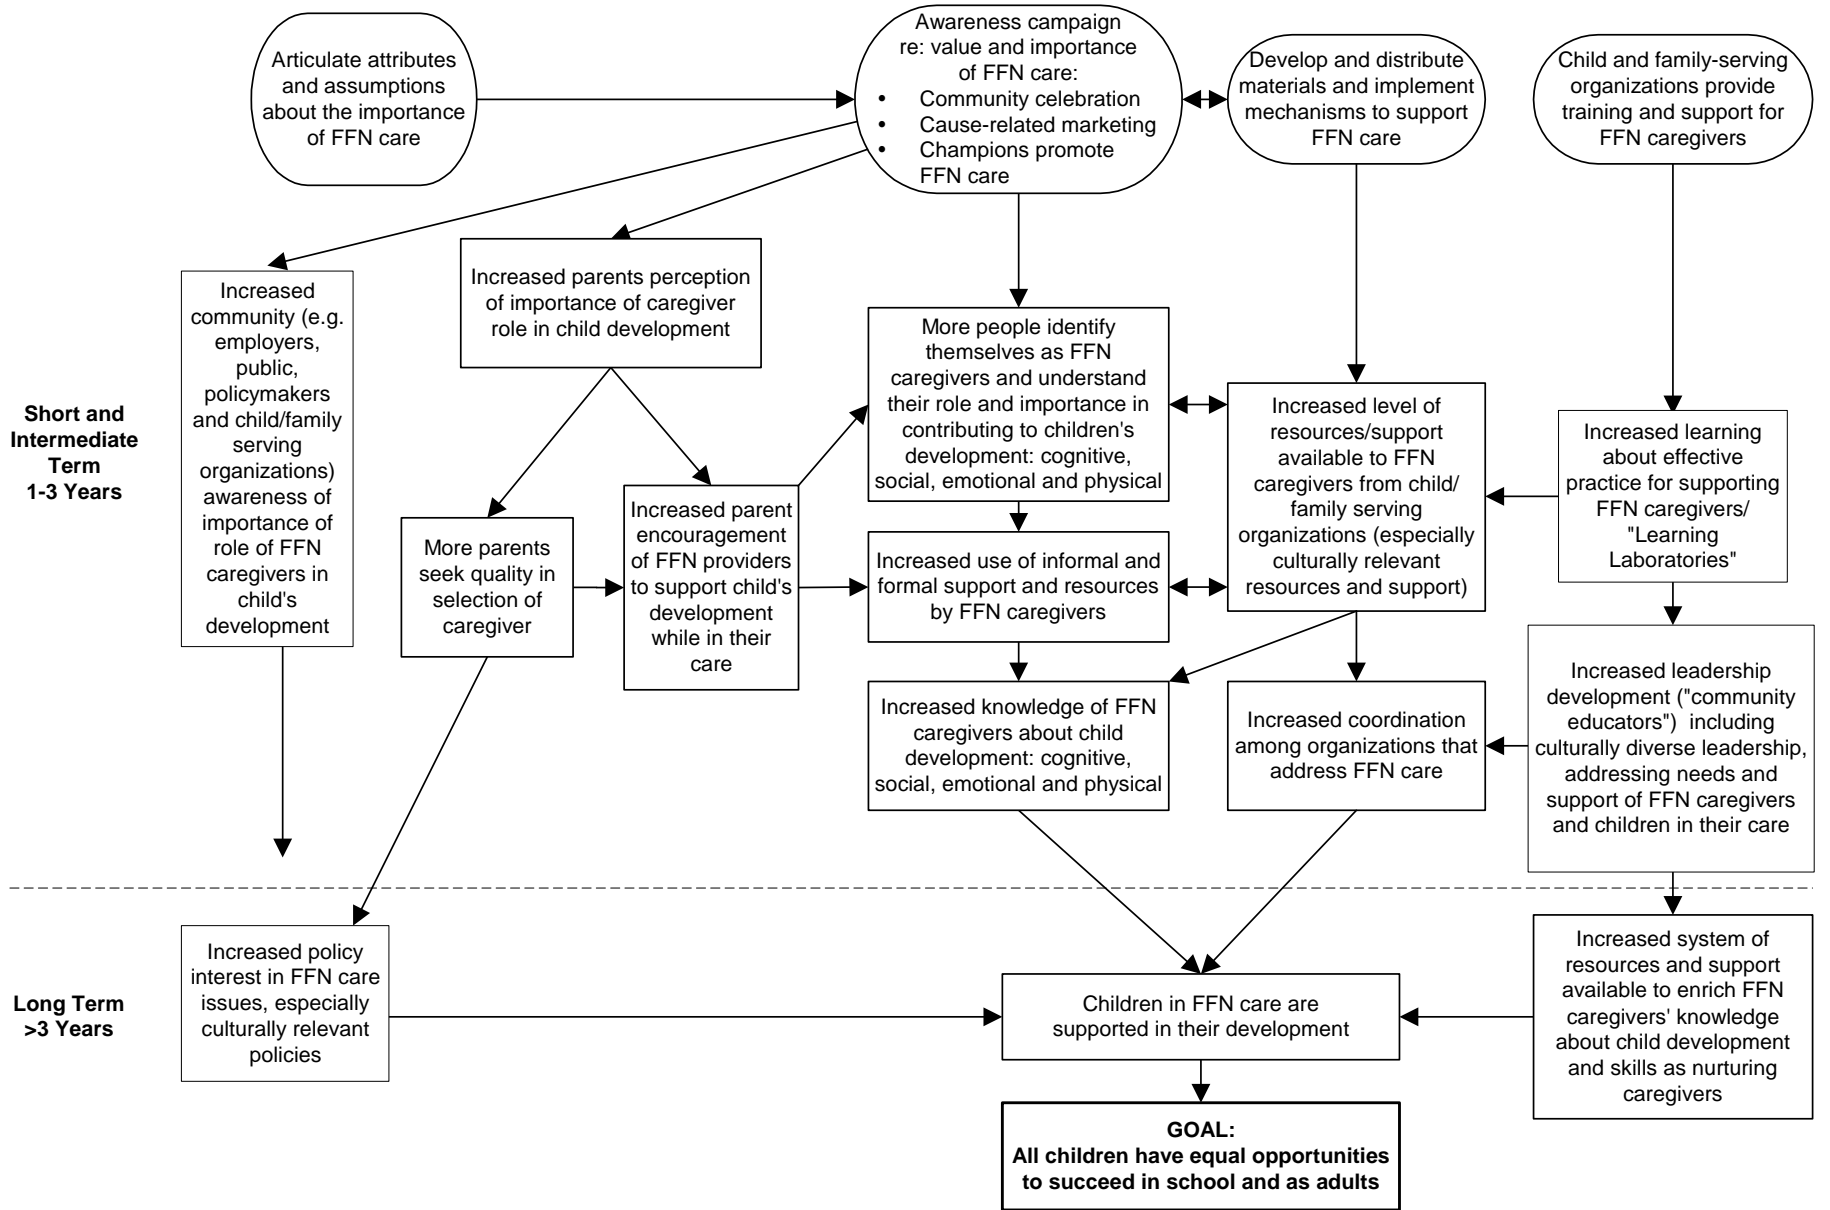 Articulate attributes
and assumptions
about the importance
of FFN care
Awareness campaign
re: value and importance
of FFN care:
• Community celebration
• Cause-related marketing
• Champions promote
FFN care
Develop and distribute
materials and implement
mechanisms to support
FFN care
Child and family-serving
organizations provide
training and support for
FFN caregivers
Short and
Intermediate
Term
1-3 Years
Increased
community (e.g.
employers,
public,
policymakers
and child/family
serving
organizations)
awareness of
importance of
role of FFN
caregivers in
child's
development
Increased parents perception
of importance of caregiver
role in child development
More parents
seek quality in
selection of
caregiver
Increased parent
encouragement
of FFN providers
to support child's
development
while in their
care
More people identify
themselves as FFN
caregivers and understand
their role and importance in
contributing to children's
development: cognitive,
social, emotional and physical
Increased use of informal and
formal support and resources
by FFN caregivers
Increased knowledge of FFN
caregivers about child
development: cognitive,
social, emotional and physical
Increased level of
resources/support
available to FFN
caregivers from child/
family serving
organizations (especially
culturally relevant
resources and support)
Increased coordination
among organizations that
address FFN care
Increased learning
about effective
practice for supporting
FFN caregivers/
"Learning
Laboratories"
Increased leadership
development ("community
educators") including
culturally diverse leadership,
addressing needs and
support of FFN caregivers
and children in their care
Long Term
>3 Years
Increased policy
interest in FFN care
issues, especially
culturally relevant
policies
Children in FFN care are
supported in their development
Increased system of
resources and support
available to enrich FFN
caregivers' knowledge
about child development
and skills as nurturing
caregivers
GOAL:
All children have equal opportunities
to succeed in school and as adults